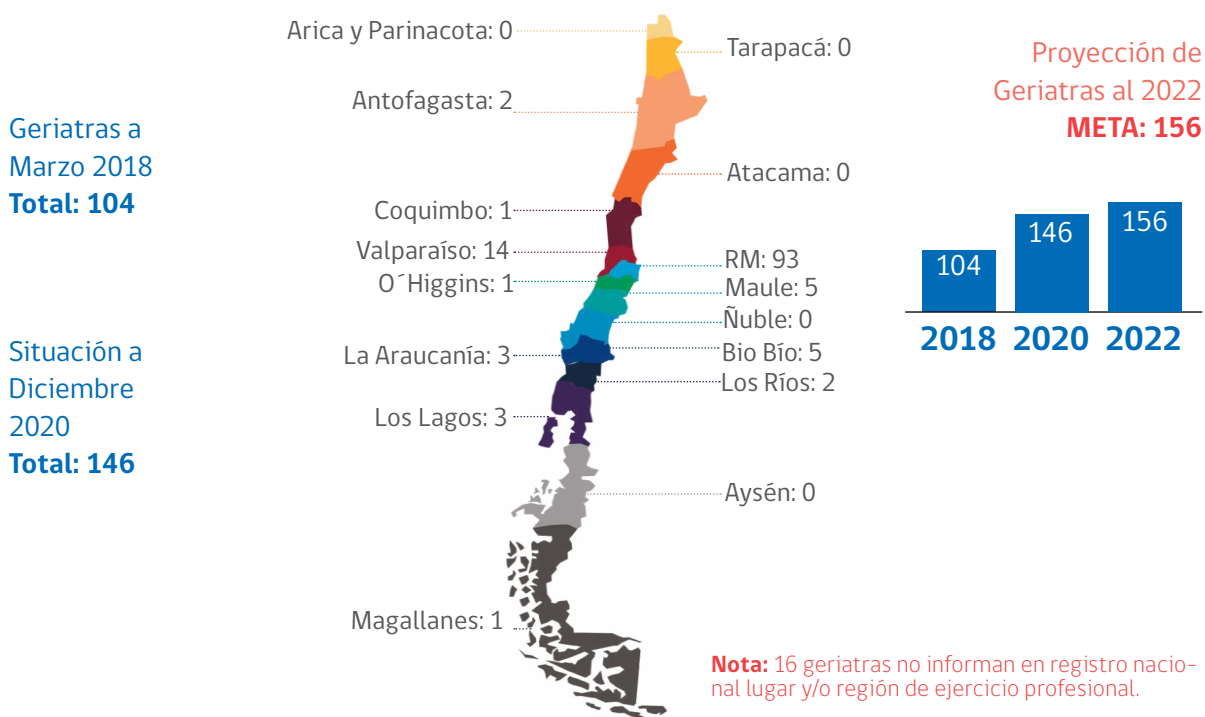 Geriatras a
Marzo 2018
Total: 104
Situación a
Diciembre
2020
Total: 146
Arica y Parinacota: 0
Tarapacá: 0
Antofagasta: 2
Atacama: 0
Coquimbo: 1
Valparaíso: 14
RM: 93
O´Higgins: 1
Maule: 5
Ñuble: 0
La Araucanía: 3
Bio Bío: 5
Los Ríos: 2
Los Lagos: 3
Aysén: 0
Magallanes: 1
Proyección de
Geriatras al 2022
META: 156
104
146
156
2018 2020 2022
Nota: 16 geriatras no informan en registro nacio-
nal lugar y/o región de ejercicio profesional.